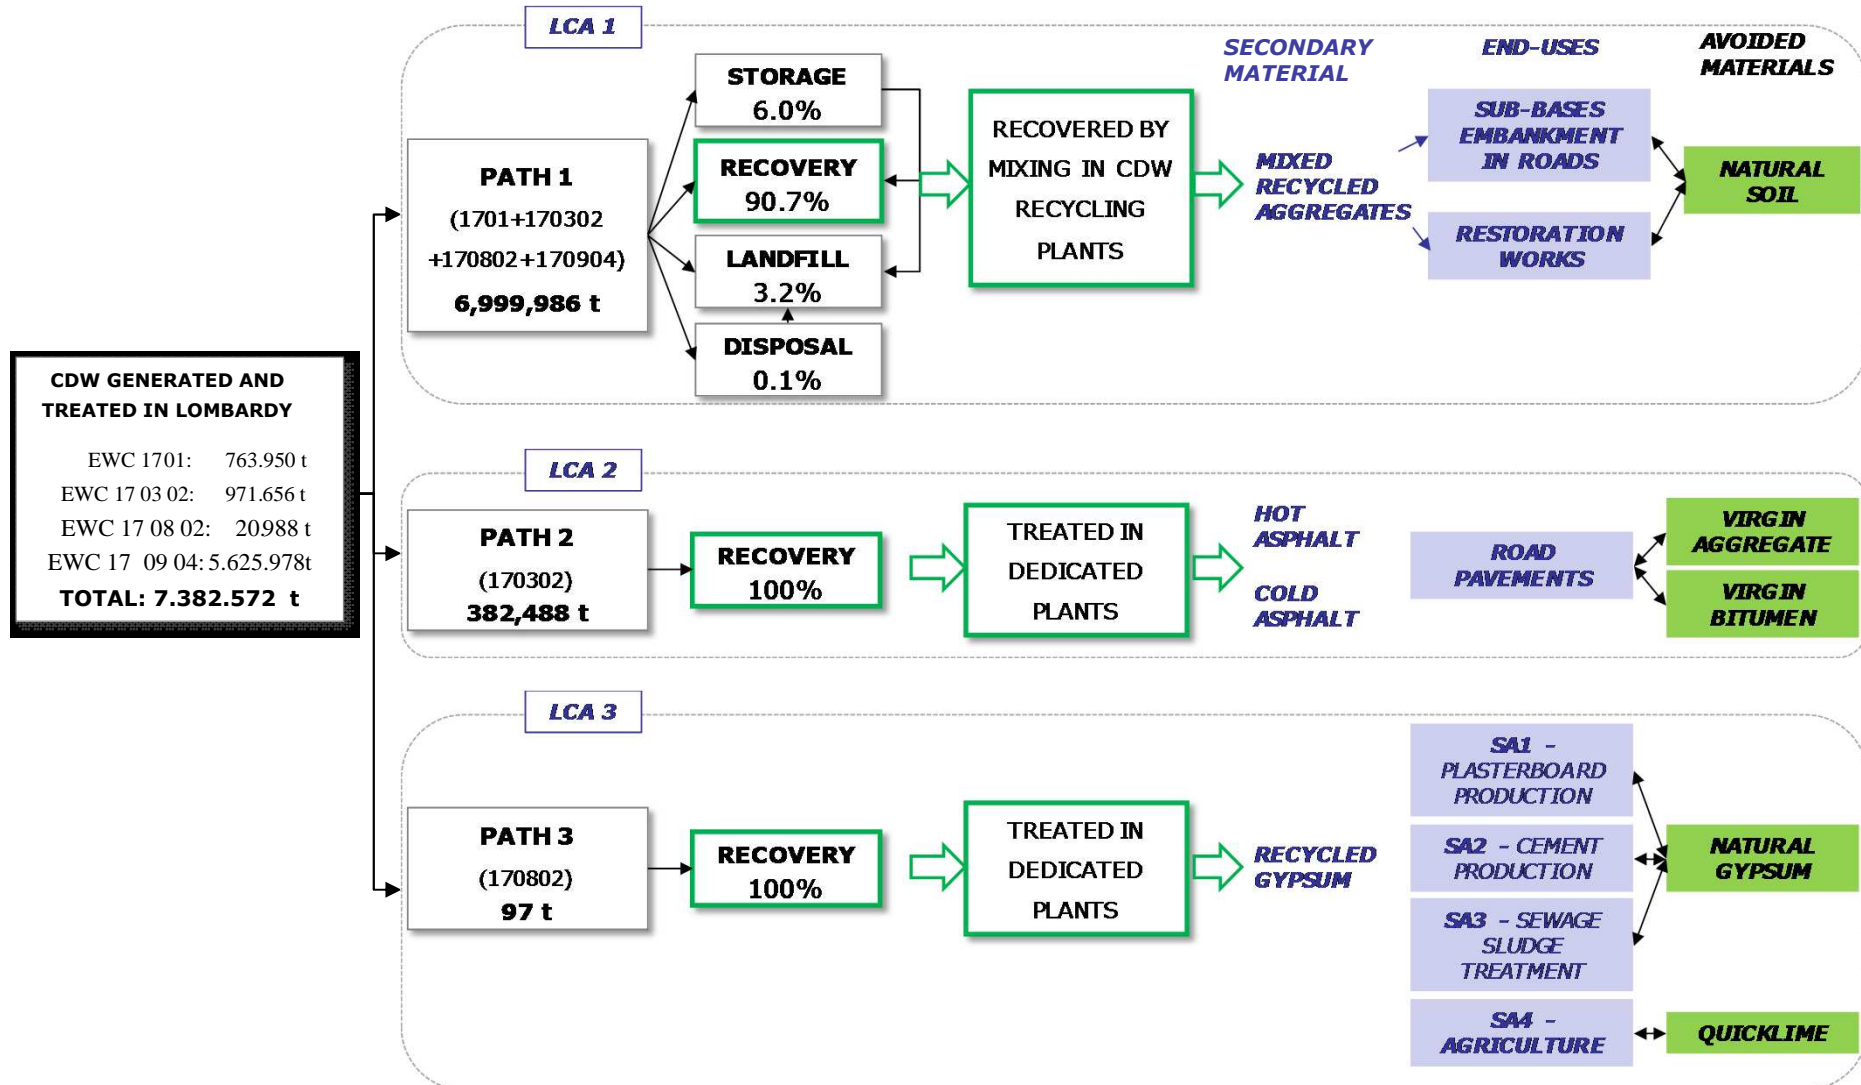 LCA 1
SECONDARY
MATERIAL
END-USES
AVOIDED
MATERIALS
PATH 1
(1701+170302
+170802+170904)
6,999,986 t
STORAGE
6.0%
RECOVERY
90.7%
LANDFILL
3.2%
DISPOSAL
0.1%
RECOVERED BY
MIXING IN CDW
RECYCLING
PLANTS
MIXED
RECYCLED
AGGREGATES
SUB-BASES
EMBANKMENT
IN ROADS
RESTORATION
WORKS
NATURAL
SOIL
CDW GENERATED AND
TREATED IN LOMBARDY
EWC 1701: 763.950 t
EWC 17 03 02: 971.656 t
EWC 17 08 02: 20988 t
EWC 17 09 04: 5.625.978t
TOTAL: 7.382.572 t
LCA 2
PATH 2
(170302)
382,488 t
RECOVERY
100%
TREATED IN
DEDICATED
PLANTS
HOT
ASPHALT
COLD
ASPHALT
ROAD
PAVEMENTS
VIRGIN
AGGREGATE
VIRGIN
BITUMEN
LCA 3
PATH 3
(170802)
97 t
RECOVERY
100%
TREATED IN
DEDICATED
PLANTS
RECYCLED
GYPSUM
SA1 -
PLASTERBOARD
PRODUCTION
SA2 - CEMENT
PRODUCTION
SA3 - SEWAGE
SLUDGE
TREATMENT
SA4 -
AGRICULTURE
NATURAL
GYPSUM
QUICKLIME